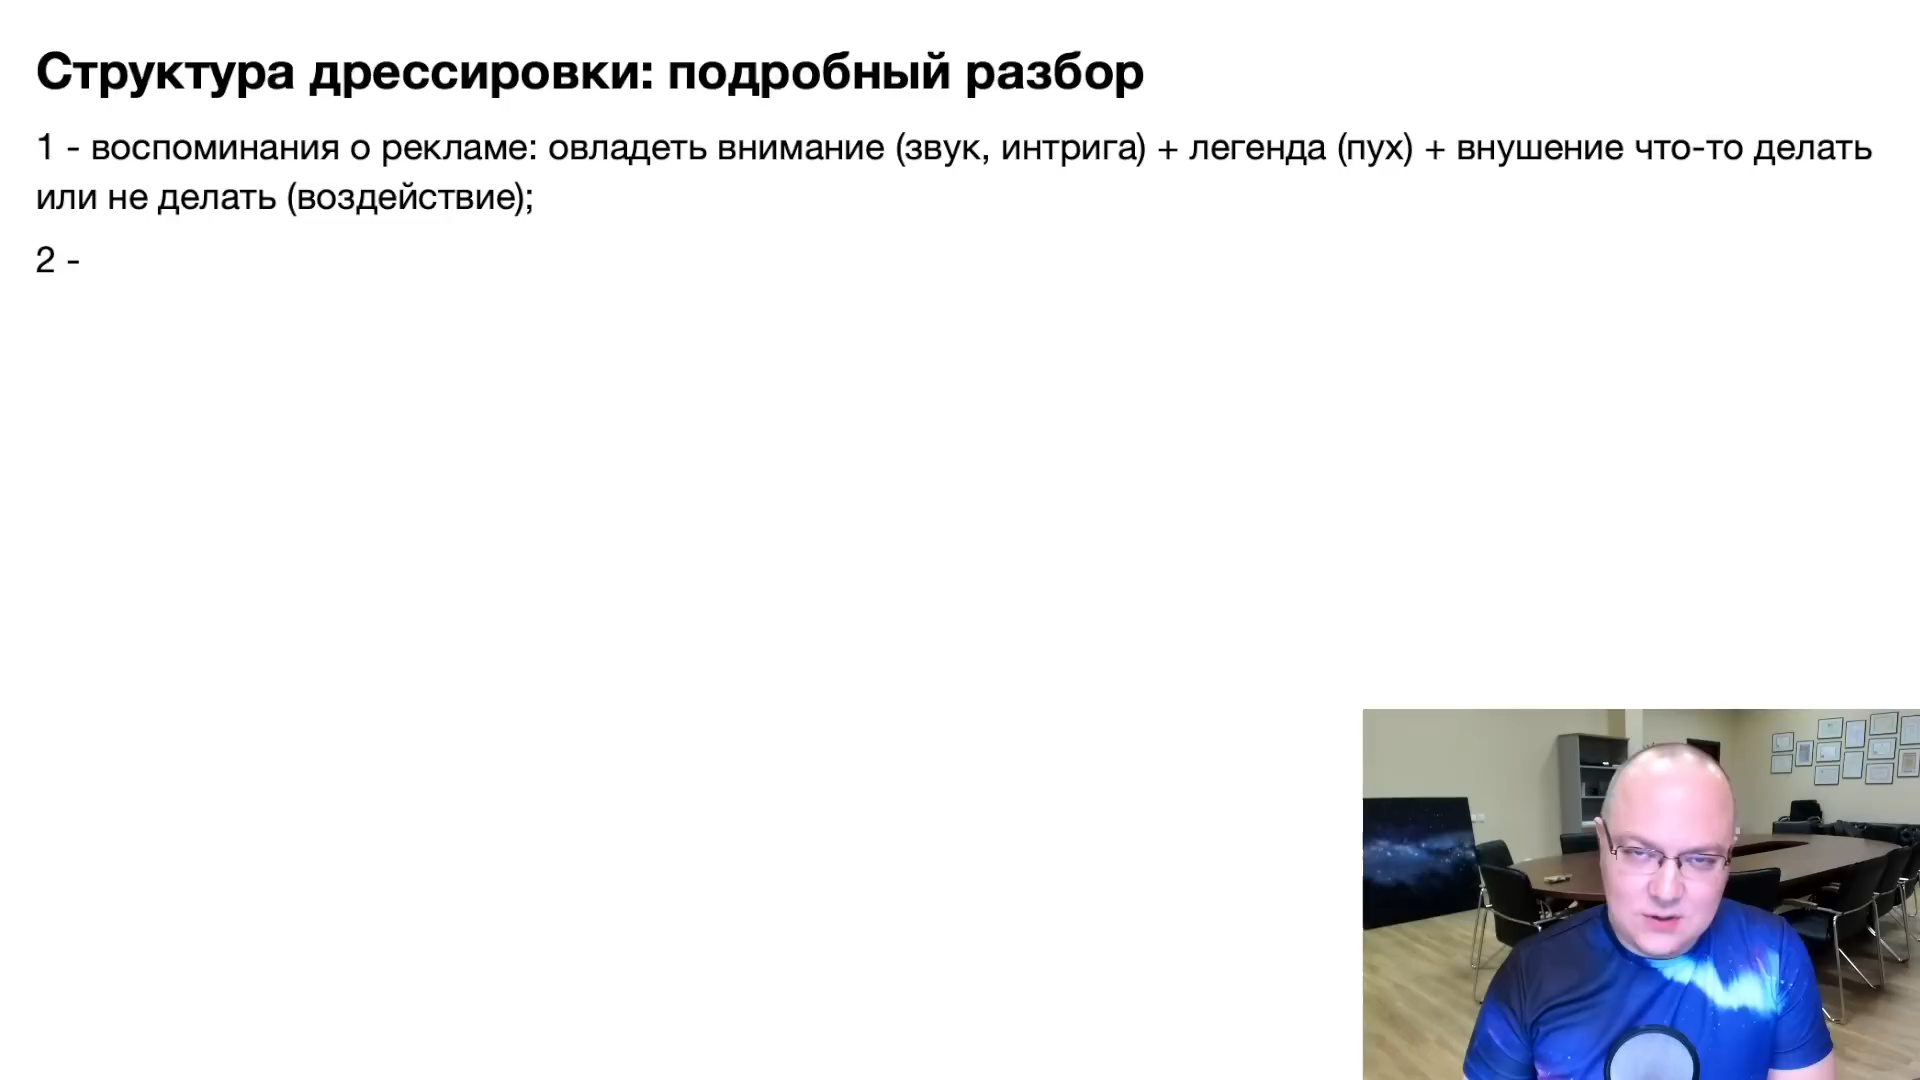 Структура дрессировки: подробный разбор
1 - воспоминания о рекламе: овладеть внимание (звук, интрига) + легенда (пух) + внушение что-то делать
или не делать (воздействие);
2 -